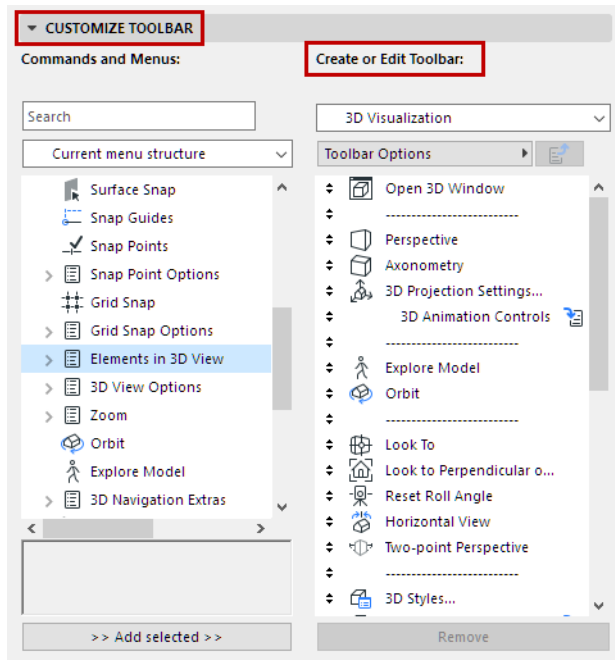 CUSTOMIZE TOOLBAR
Commands and Menus:
Search
Current menu structure
Surface Snap
Snap Guides
Snap Points
Snap Point Options
Grid Snap
Grid Snap Options
Elements in 3D View
3D View Options
Zoom
Orbit
Explore Model
3D Navigation Extras
>> Add selected >>
Create or Edit Toolbar:
3D Visualization
Toolbar Options
Open 3D Window
--------------------------
Perspective
Axonometry
3D Projection Settings...
3D Animation Controls
--------------------------
Explore Model
Orbit
--------------------------
Look To
Look to Perpendicular o...
Reset Roll Angle
Horizontal View
Two-point Perspective
--------------------------
3D Styles...
Remove